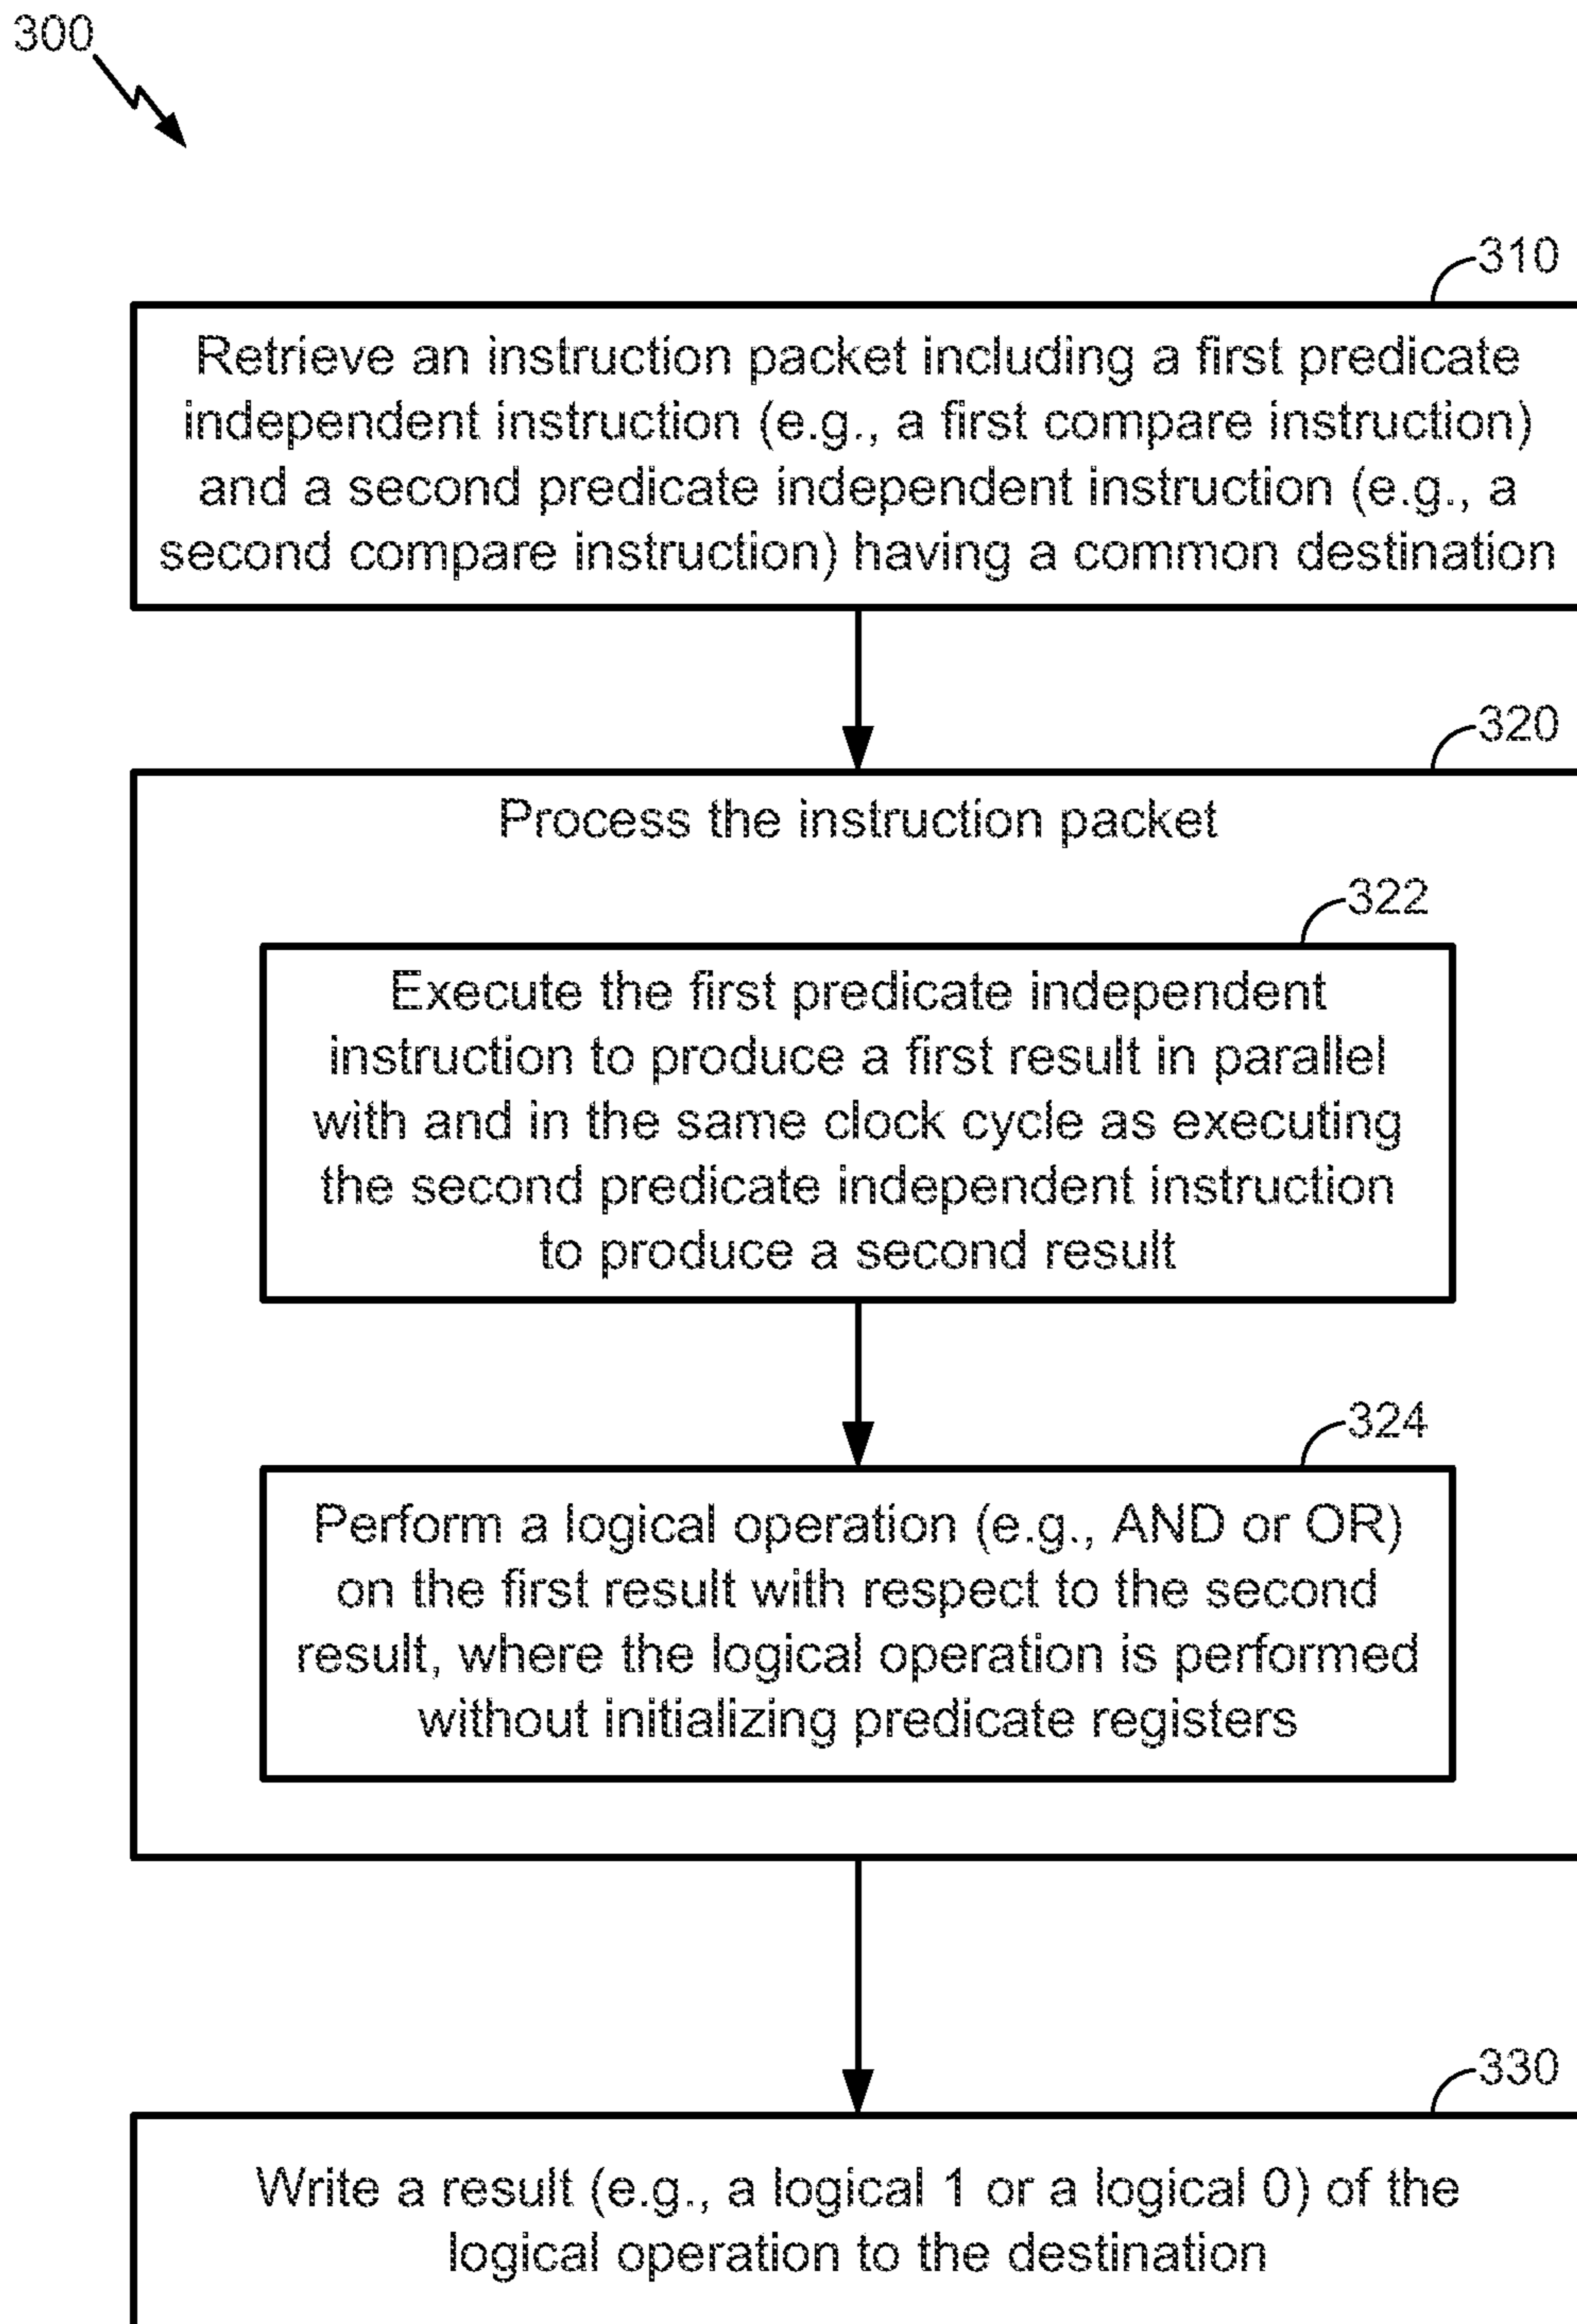 300
310
Retrieve an instruction packet including a first predicate
independent instruction (e.g., a first compare instruction)
and a second predicate independent instruction (e.g., a
second compare instruction) having a common destination
320
Process the instruction packet
322
Execute the first predicate independent
instruction to produce a first result in parallel
with and in the same clock cycle as executing
the second predicate independent instruction
to produce a second result
324
Perform a logical operation (e.g., AND or OR)
on the first result with respect to the second
result, where the logical operation is performed
without initializing predicate registers
330
Write a result (e.g., a logical 1 or a logical 0) of the
logical operation to the destination